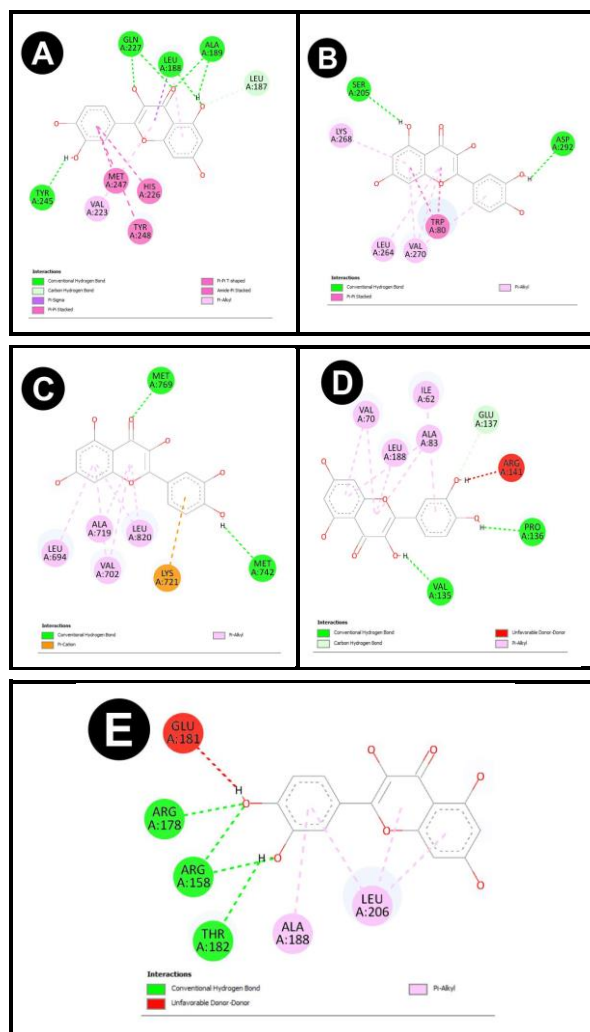 A
GLN
A:227
LEU
A:188
ALA
A:189
LEU
A:187
H
O
TYR
A:245
MET
A:247
HIS
A:226
VAL
A:223
TYR
A:248
Interactions
Conventional Hydrogen Bond
Carbon Hydrogen Bond
Pi-Sigma
Pi-Pi Stacked
Pi-Pi T-shaped
Amide-Pi Stacked
Pi-Alkyl
B
SER
A:205
LYS
A:268
ASP
A:292
TRP
A:80
LEU
A:264
VAL
A:270
Interactions
Conventional Hydrogen Bond
Pi-Pi Stacked
Pi-Alkyl
C
MET
A:769
ALA
A:719
LEU
A:820
LEU
A:694
VAL
A:702
LYS
A:721
MET
A:742
Interactions
Conventional Hydrogen Bond
Pi-Cation
Pi-Alkyl
D
ILE
A:62
VAL
A:70
GLU
A:137
LEU
A:188
ALA
A:83
ARG
A:141
PRO
A:136
VAL
A:135
Interactions
Conventional Hydrogen Bond
Carbon Hydrogen Bond
Unfavorable Donor-Donor
Pi-Alkyl
E
GLU
A:181
ARG
A:178
ARG
A:158
THR
A:182
ALA
A:188
LEU
A:206
Interactions
Conventional Hydrogen Bond
Unfavorable Donor-Donor
Pi-Alkyl